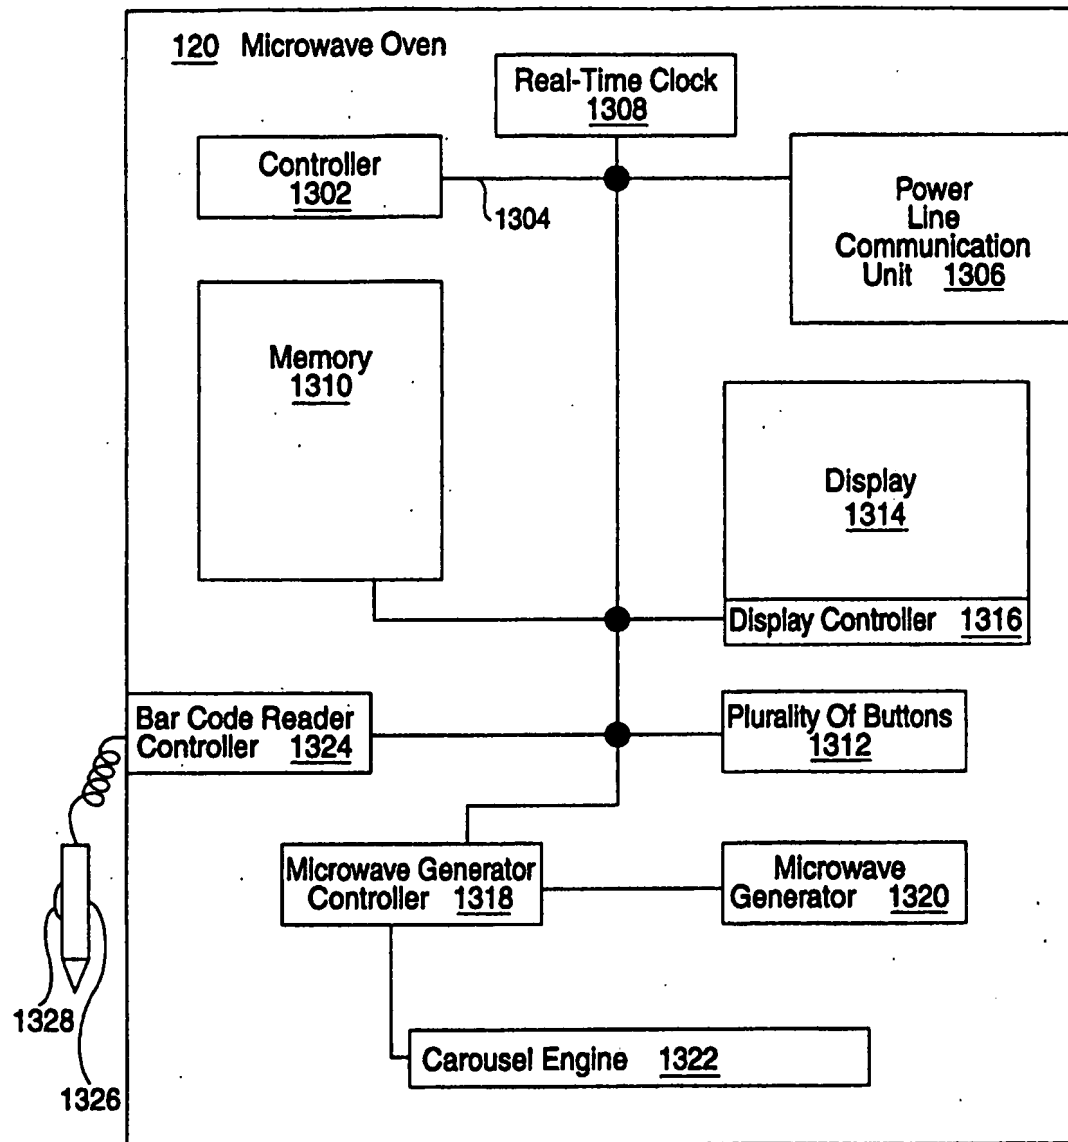 120 Microwave Oven
Real-Time Clock
1308
Controller
1302
1304
Power
Line
Communication
Unit 1306
Memory
1310
Display
1314
Display Controller 1316
Bar Code Reader
Controller 1324
Plurality Of Buttons
1312
Microwave Generator
Controller 1318
Microwave
Generator 1320
1328
1326
Carousel Engine 1322